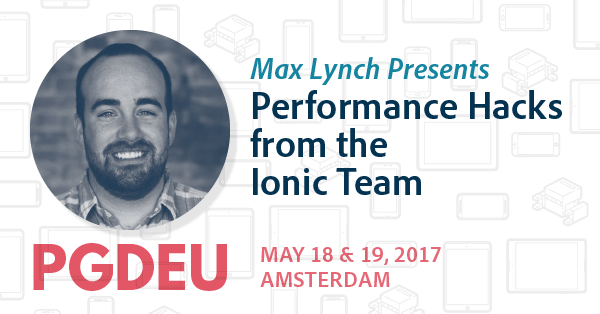 Max Lynch Presents
Performance Hacks
from the
Ionic Team
PGDEU
MAY 18 & 19, 2017
AMSTERDAM